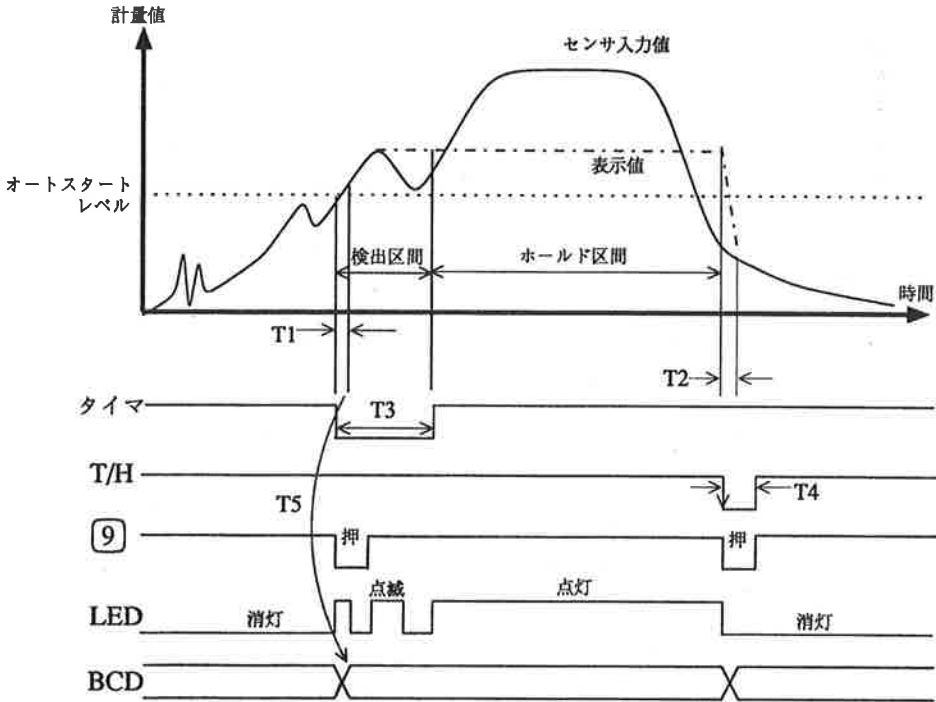 計量値
センサ入力値
表示値
オートスタート
レベル
検出区間
ホールド区間
時間
T1
T2
タイマ
T3
T/H
T4
T5
9
押
押
LED
消灯
点滅
点灯
消灯
BCD